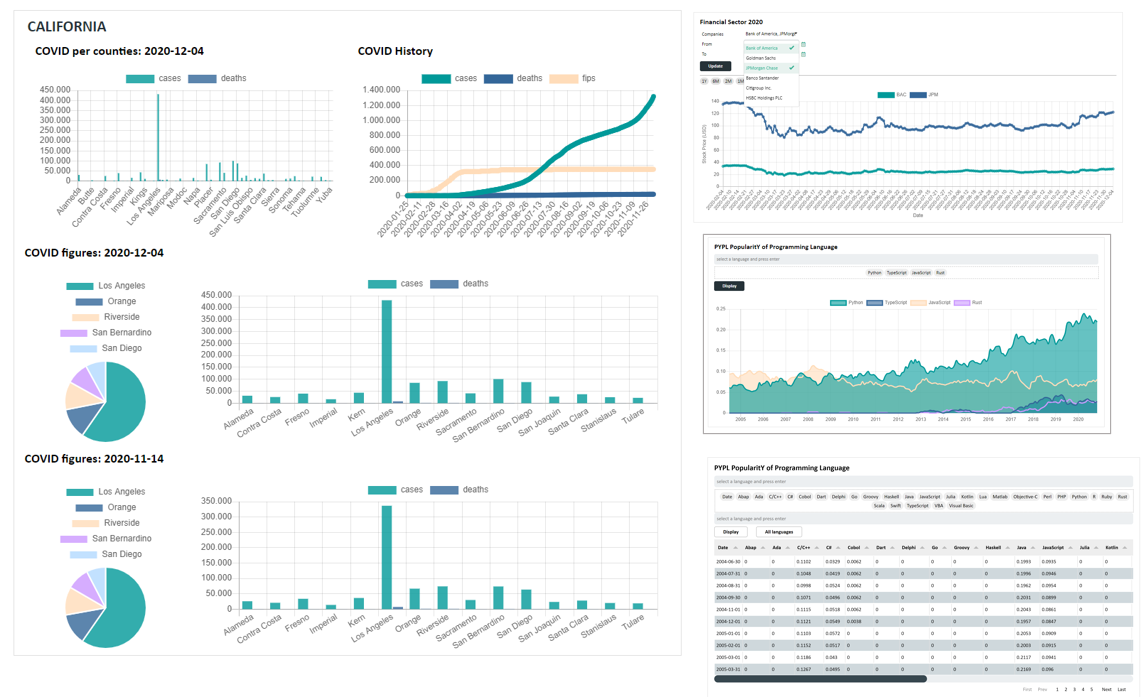 CALIFORNIA
COVID per counties: 2020-12-04
cases deaths
450.000
400.000
350.000
300.000
250.000
200.000
150.000
100.000
50.000
0
Alameda
Butte
Contra Costa
Fresno
Imperial
Kings
Los Angeles
Mariposa
Modoc
Napa
Placer
Sacramento
San Diego
San Luis Obispo
Santa Clara
Sierra
Sonoma
Tehama
Tuolumne
Yuba
COVID History
cases deaths fips
1.400.000
1.200.000
1.000.000
800.000
600.000
400.000
200.000
0
2020-01-25
2020-02-11
2020-02-28
2020-03-16
2020-04-02
2020-04-19
2020-05-06
2020-05-23
2020-06-09
2020-06-26
2020-07-13
2020-07-30
2020-08-16
2020-09-02
2020-09-19
2020-10-06
2020-10-23
2020-11-09
2020-11-26
COVID figures: 2020-12-04
Los Angeles
Orange
Riverside
San Bernardino
San Diego
cases deaths
450.000
400.000
350.000
300.000
250.000
200.000
150.000
100.000
50.000
0
Alameda
Contra Costa
Fresno
Imperial
Kern
Los Angeles
Orange
Riverside
Sacramento
San Bernardino
San Diego
San Joaquin
Santa Clara
Stanislaus
Tulare
COVID figures: 2020-11-14
Los Angeles
Orange
Riverside
San Bernardino
San Diego
cases deaths
350.000
300.000
250.000
200.000
150.000
100.000
50.000
0
Alameda
Contra Costa
Fresno
Imperial
Kern
Los Angeles
Orange
Riverside
Sacramento
San Bernardino
San Diego
San Joaquin
Santa Clara
Stanislaus
Tulare
Financial Sector 2020
Companies Bank of America, JPMorg
From
To
Update
Bank of America
Goldman Sachs
JPMorgan Chase
Banco Santander
Citigroup Inc.
HSBC Holdings PLC
1Y 6M 2M
BAC JPM
Stock Price (USD)
140
120
100
80
60
40
20
0
Date
PYPL PopularitY of Programming Language
select a language and press enter
Python TypeScript JavaScript Rust
Display
Python TypeScript JavaScript Rust
0.25
0.20
0.15
0.10
0.05
0
2005 2006 2007 2008 2009 2010 2011 2012 2013 2014 2015 2016 2017 2018 2019 2020
PYPL PopularitY of Programming Language
select a language and press enter
Date Abap Ada C/C++ C# Cobol Dart Delphi Go Groovy Haskell Java JavaScript Julia Kotlin Lua Matlab Objective-C Perl PHP Python R Ruby Rust
Scala Swift TypeScript VBA Visual Basic
select a language and press enter
Display All languages
Date Abap Ada C/C++ C# Cobol Dart Delphi Go Groovy Haskell Java JavaScript Julia Kotlin
2004-06-30 0 0 0.1102 0.0329 0.0062 0 0 0 0 0 0.1993 0.0935 0 0
2004-07-31 0 0 0.1048 0.0419 0.0062 0 0 0 0 0 0.1996 0.0946 0 0
2004-08-31 0 0 0.0998 0.0524 0.0062 0 0 0 0 0 0.1962 0.0954 0 0
2004-09-30 0 0 0.1071 0.0496 0.0062 0 0 0 0 0 0.2031 0.0899 0 0
2004-11-01 0 0 0.1115 0.0518 0.0062 0 0 0 0 0 0.2043 0.0861 0 0
2004-12-01 0 0 0.1121 0.0549 0.0038 0 0 0 0 0 0.1957 0.0847 0 0
2005-01-01 0 0 0.1103 0.0572 0 0 0 0 0 0 0.2053 0.0909 0 0
2005-02-01 0 0 0.1152 0.0517 0 0 0 0 0 0 0.2003 0.0915 0 0
2005-03-01 0 0 0.1186 0.043 0 0 0 0 0 0 0.2117 0.0941 0 0
2005-03-31 0 0 0.1267 0.0495 0 0 0 0 0 0 0.2169 0.096 0 0
First Prev 1 2 3 4 5 Next Last